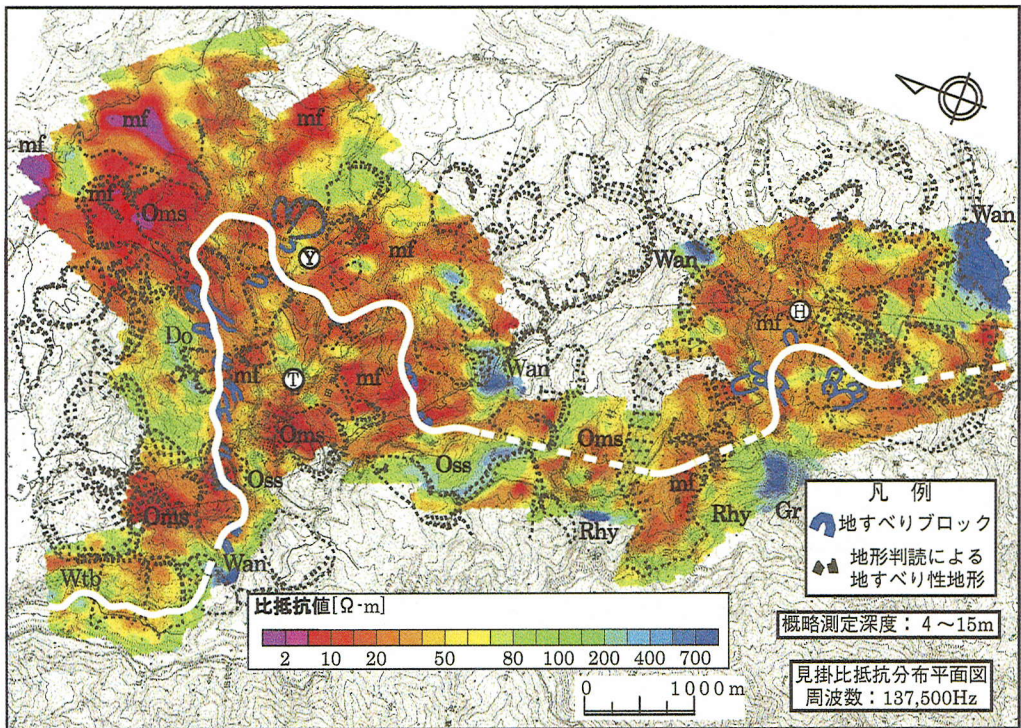 mf
mf
mf
mf
Oms
Wan
Wan
Ⓨ
mf
mf
Ⓗ
Do
mf
Ⓣ
mf
Wan
Oms
Oms
Oss
Oss
mf
Oms
Rhy
Rhy
Gr
Wan
Wtb
凡 例
地すべりブロック
地形判読による
地すべり性地形
比抵抗値[Ω-m]
2 10 20 50 80 100 200 400 700
0 1000m
概略測定深度:4~15m
見掛比抵抗分布平面図
周波数:137,500Hz